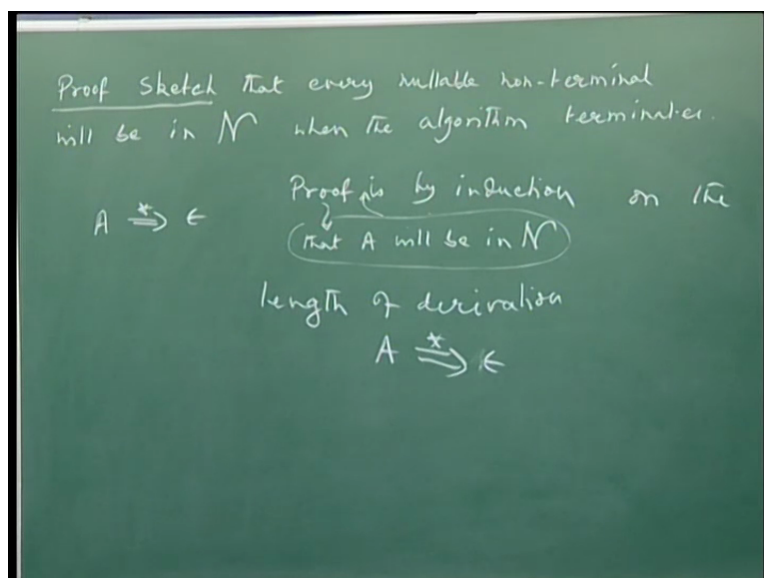 Proof Sketch that every nullable non-terminal
will be in N when the algorithm terminates.
A ⇒* ε Proof is by induction on the
that A will be in N
length of derivation
A ⇒* ε